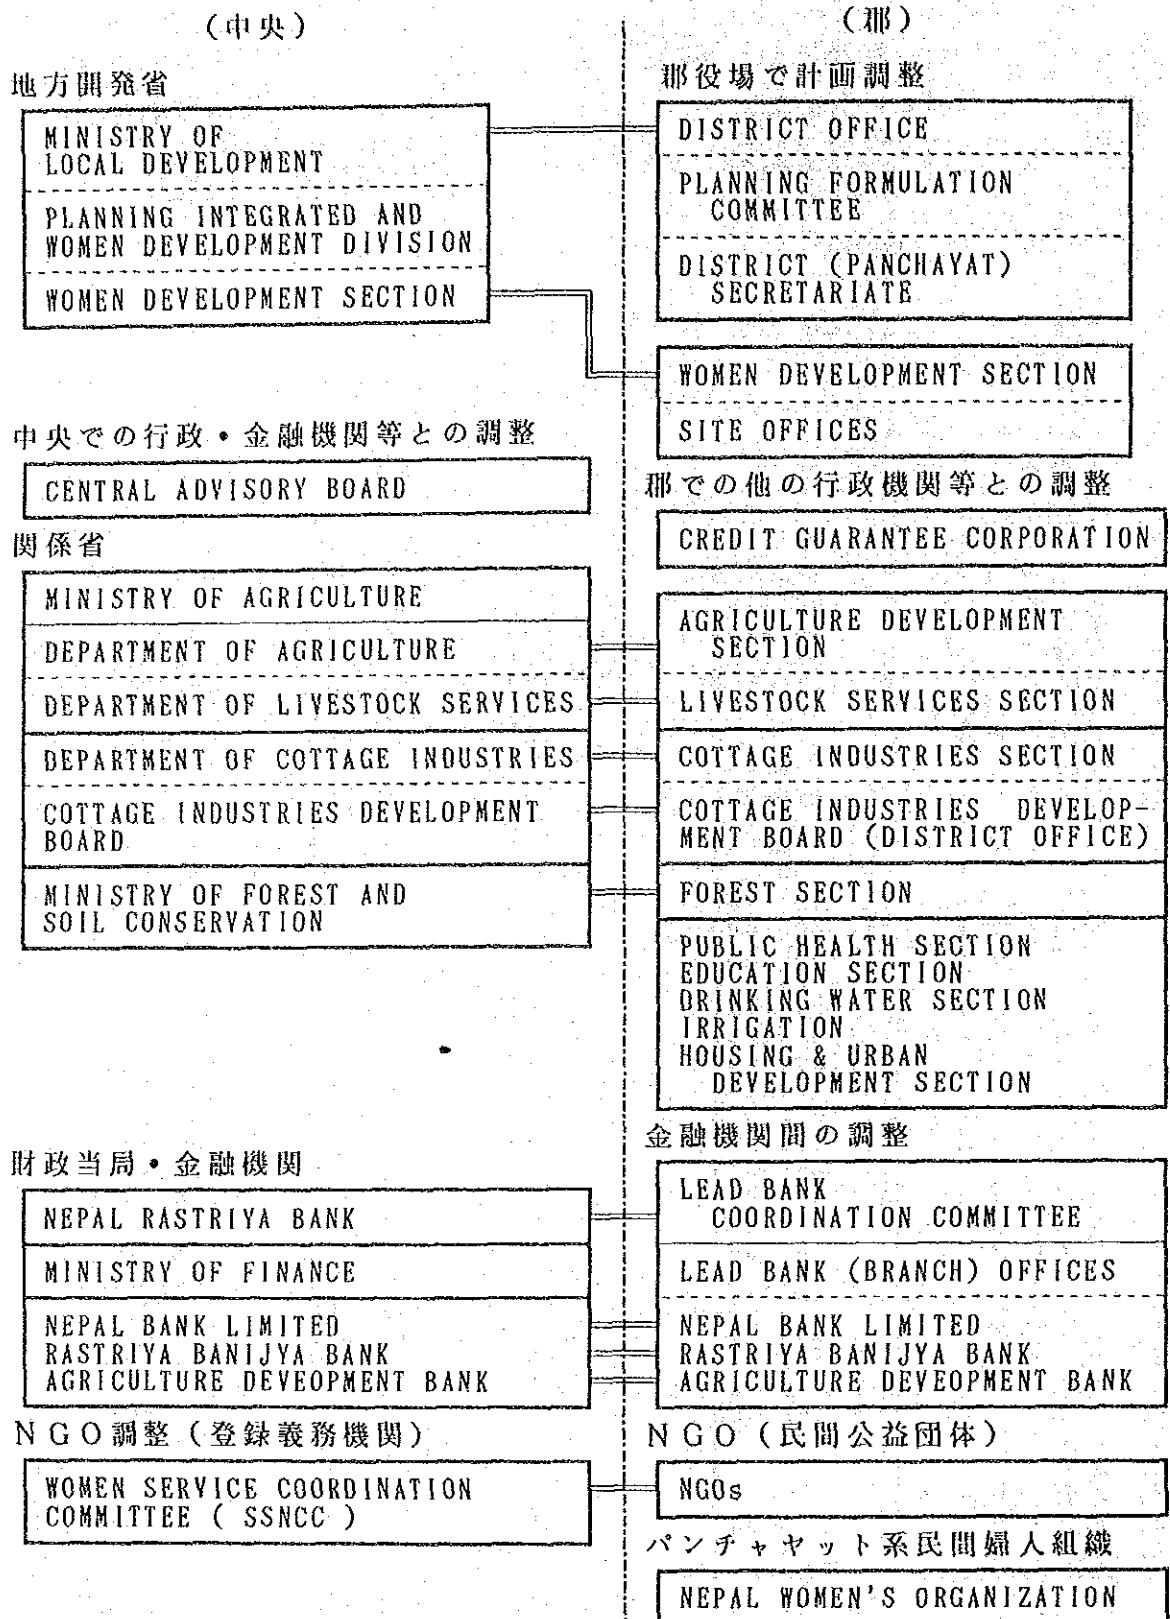 (中央)
地方開発省
MINISTRY OF
LOCAL DEVELOPMENT
PLANNING INTEGRATED AND
WOMEN DEVELOPMENT DIVISION
WOMEN DEVELOPMENT SECTION
中央での行政・金融機関等との調整
CENTRAL ADVISORY BOARD
関係省
MINISTRY OF AGRICULTURE
DEPARTMENT OF AGRICULTURE
DEPARTMENT OF LIVESTOCK SERVICES
DEPARTMENT OF COTTAGE INDUSTRIES
COTTAGE INDUSTRIES DEVELOPMENT
BOARD
MINISTRY OF FOREST AND
SOIL CONSERVATION
財政当局・金融機関
NEPAL RASTRIYA BANK
MINISTRY OF FINANCE
NEPAL BANK LIMITED
RASTRIYA BANIJYA BANK
AGRICULTURE DEVEOPMENT BANK
NGO調整(登録義務機関)
WOMEN SERVICE COORDINATION
COMMITTEE ( SSNCC )
(郡)
郡役場で計画調整
DISTRICT OFFICE
PLANNING FORMULATION
COMMITTEE
DISTRICT (PANCHAYAT)
SECRETARIATE
WOMEN DEVELOPMENT SECTION
SITE OFFICES
郡での他の行政機関等との調整
CREDIT GUARANTEE CORPORATION
AGRICULTURE DEVELOPMENT
SECTION
LIVESTOCK SERVICES SECTION
COTTAGE INDUSTRIES SECTION
COTTAGE INDUSTRIES DEVELOP-
MENT BOARD (DISTRICT OFFICE)
FOREST SECTION
PUBLIC HEALTH SECTION
EDUCATION SECTION
DRINKING WATER SECTION
IRRIGATION
HOUSING & URBAN
DEVELOPMENT SECTION
金融機関間の調整
LEAD BANK
COORDINATION COMMITTEE
LEAD BANK (BRANCH) OFFICES
NEPAL BANK LIMITED
RASTRIYA BANIJYA BANK
AGRICULTURE DEVEOPMENT BANK
NGO(民間公益団体)
NGOs
パンチャヤット系民間婦人組織
NEPAL WOMEN'S ORGANIZATION